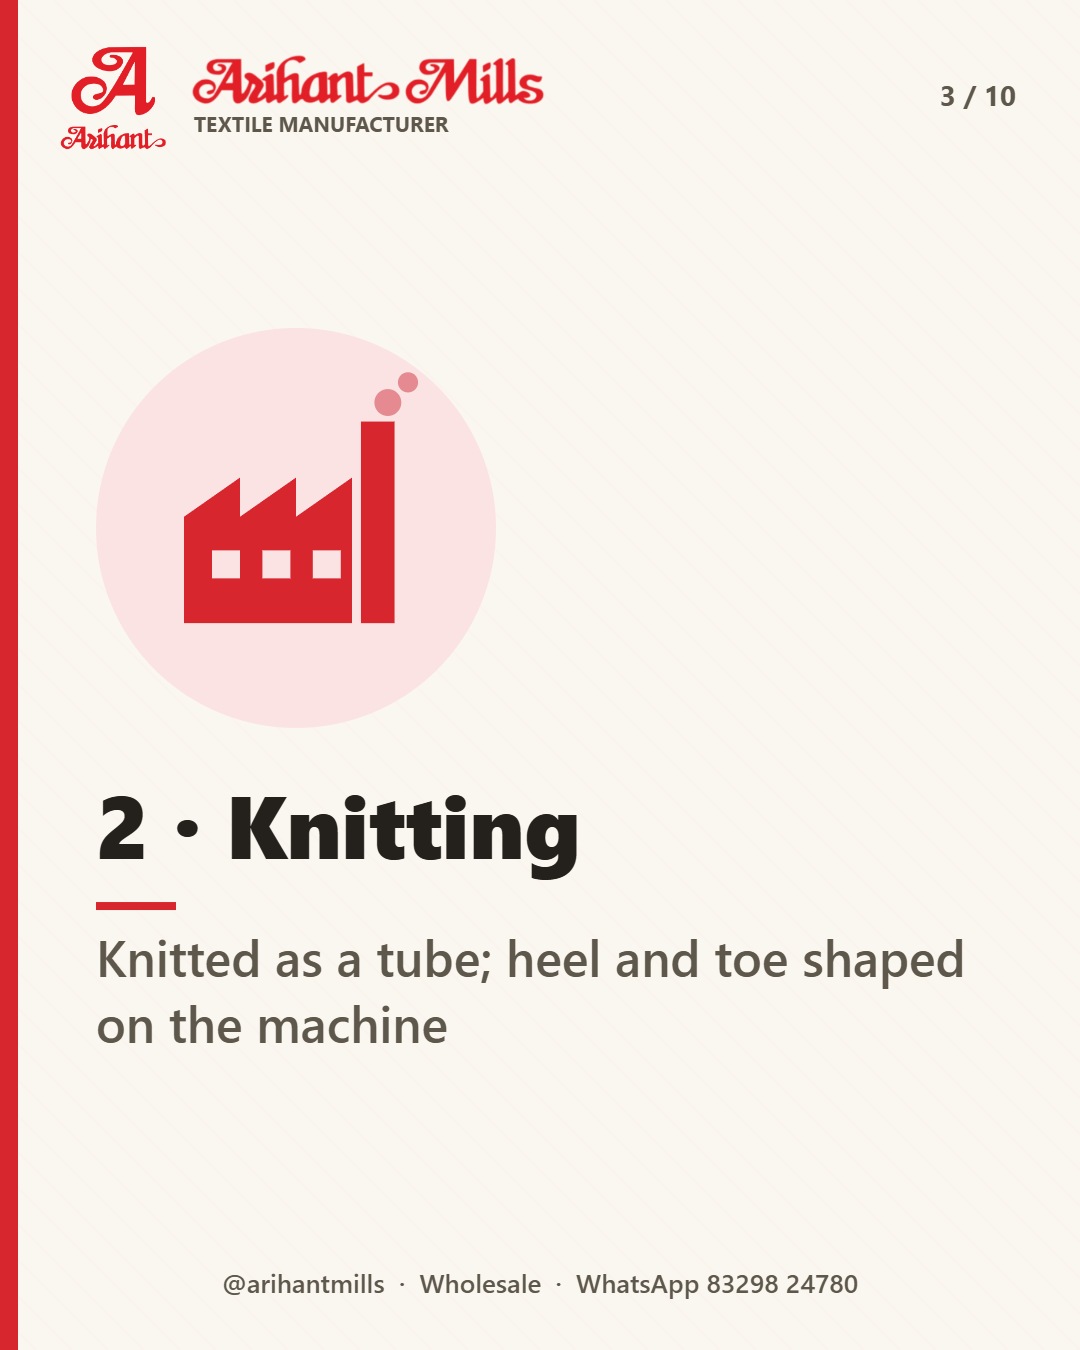 A
Arihant
Arihant Mills
TEXTILE MANUFACTURER
3 / 10
2 · Knitting
Knitted as a tube; heel and toe shaped
on the machine
@arihantmills · Wholesale · WhatsApp 83298 24780